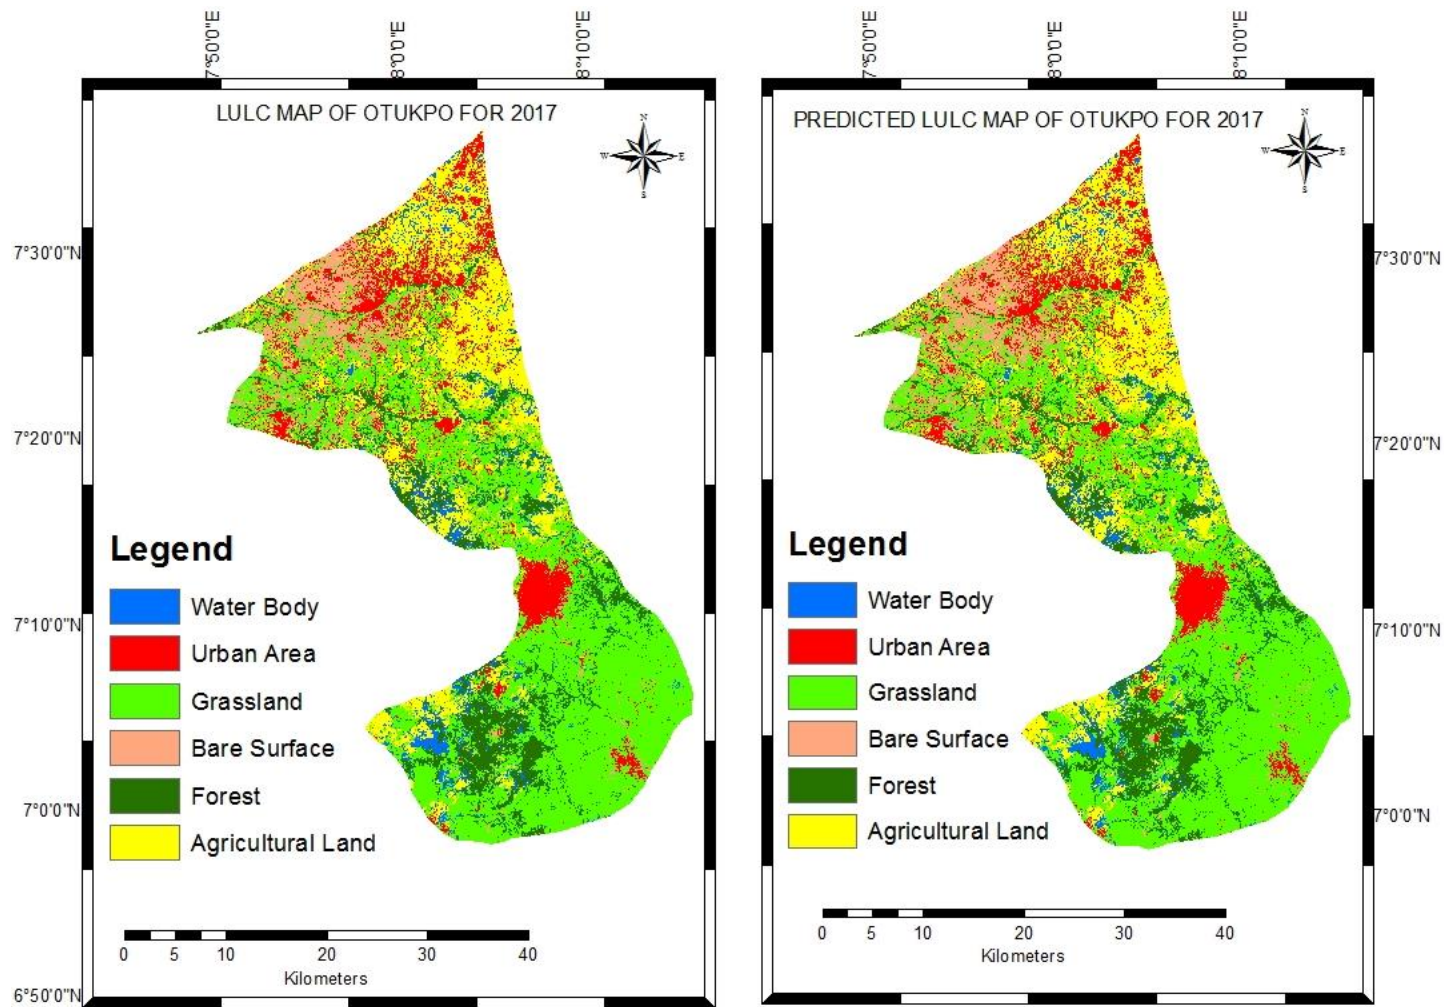 7°50'0"E
8°0'0"E
8°10'0"E
LULC MAP OF OTUKPO FOR 2017
N
W
E
S
7°30'0"N
7°20'0"N
7°10'0"N
7°0'0"N
6°50'0"N
Legend
Water Body
Urban Area
Grassland
Bare Surface
Forest
Agricultural Land
0 5 10 20 30 40
Kilometers
7°50'0"E
8°0'0"E
8°10'0"E
PREDICTED LULC MAP OF OTUKPO FOR 2017
N
W
E
S
7°30'0"N
7°20'0"N
7°10'0"N
7°0'0"N
Legend
Water Body
Urban Area
Grassland
Bare Surface
Forest
Agricultural Land
0 5 10 20 30 40
Kilometers